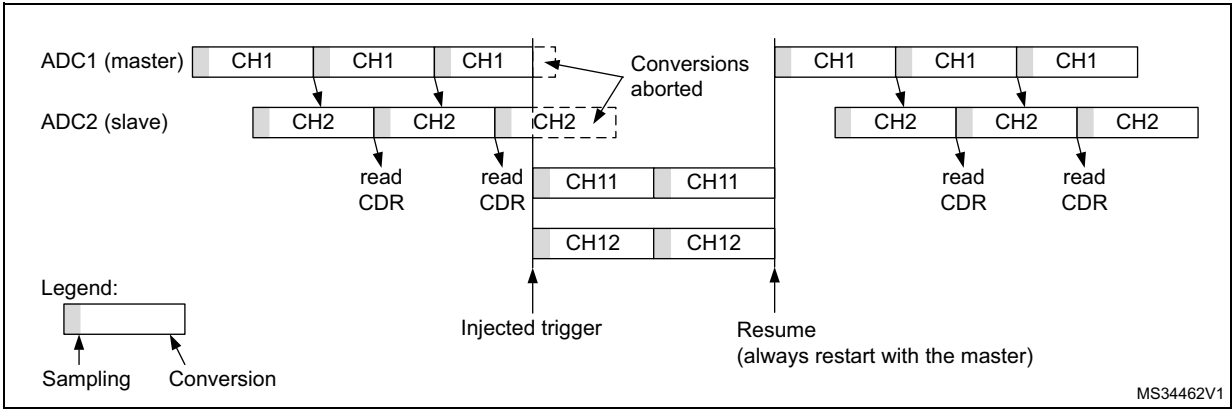 ADC1 (master) CH1 CH1 CH1 Conversions aborted CH1 CH1 CH1
ADC2 (slave) CH2 CH2 CH2 CH2 CH2 CH2
read CDR read CDR read CDR read CDR
CH11 CH11
CH12 CH12
Legend:
Sampling Conversion
Injected trigger
Resume
(always restart with the master)
MS34462V1